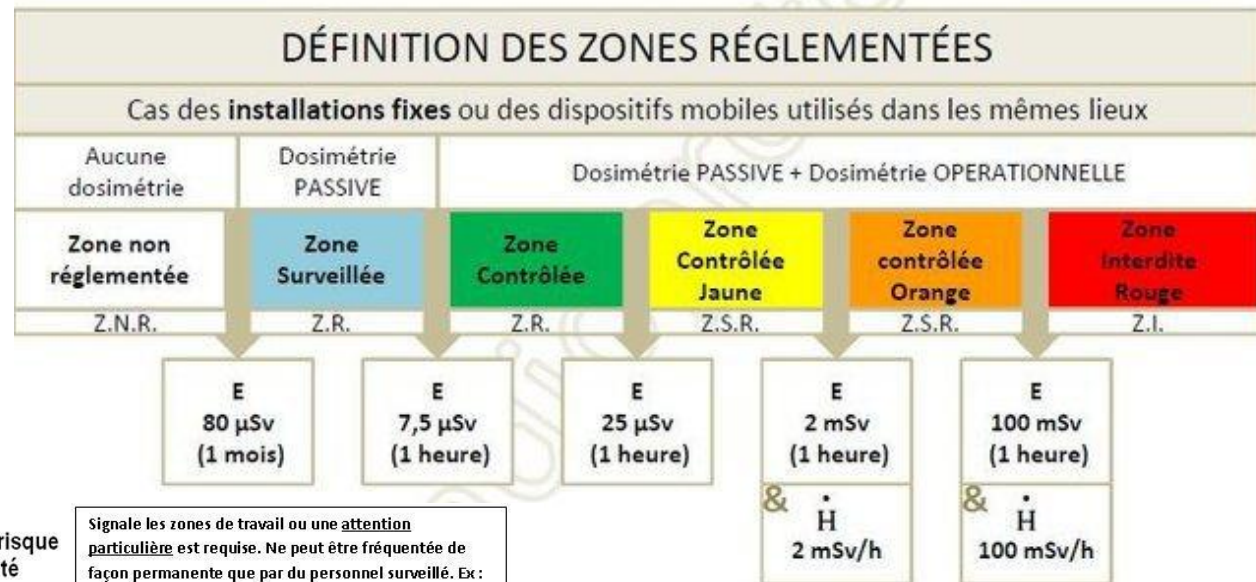 DÉFINITION DES ZONES RÉGLEMENTÉES
Cas des installations fixes ou des dispositifs mobiles utilisés dans les mêmes lieux
Aucune
dosimétrie
Dosimétrie
PASSIVE
Dosimétrie PASSIVE + Dosimétrie OPERATIONNELLE
Zone non
réglementée
Zone
Surveillée
Zone
Contrôlée
Zone
Contrôlée
Jaune
Zone
contrôlée
Orange
Zone
Interdite
Rouge
Z.N.R.
Z.R.
Z.R.
Z.S.R.
Z.S.R.
Z.I.
E
80 µSv
(1 mois)
E
7,5 µSv
(1 heure)
E
25 µSv
(1 heure)
E
2 mSv
(1 heure)
& Ḣ
2 mSv/h
E
100 mSv
(1 heure)
& Ḣ
100 mSv/h
risque
té
Signale les zones de travail ou une attention
particulière est requise. Ne peut être fréquentée de
façon permanente que par du personnel surveillé. Ex :